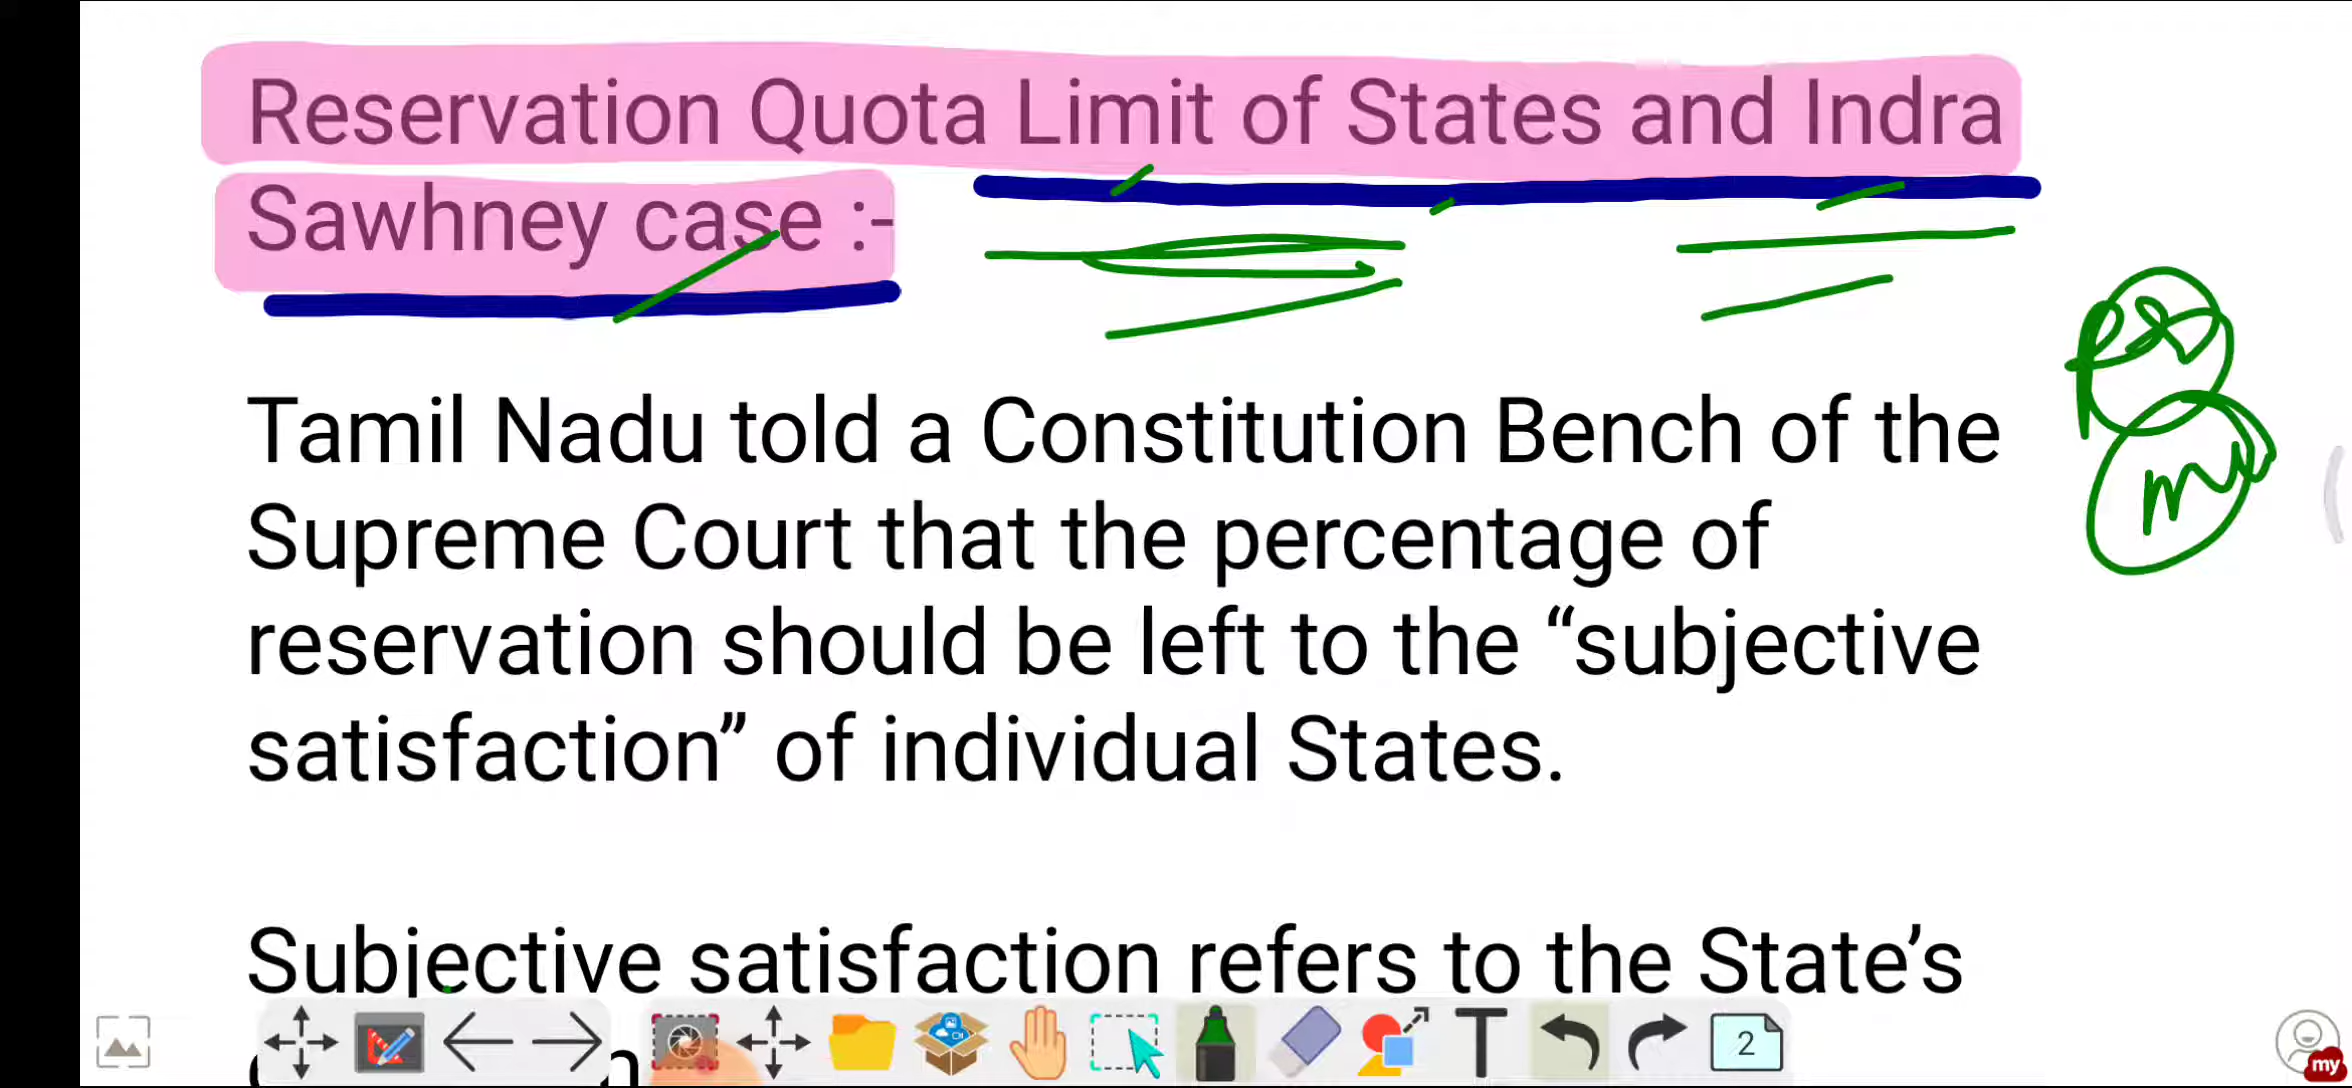 Reservation Quota Limit of States and Indra
Sawhney case :-
Tamil Nadu told a Constitution Bench of the
Supreme Court that the percentage of
reservation should be left to the “subjective
satisfaction” of individual States.
Subjective satisfaction refers to the State’s
T
2
my